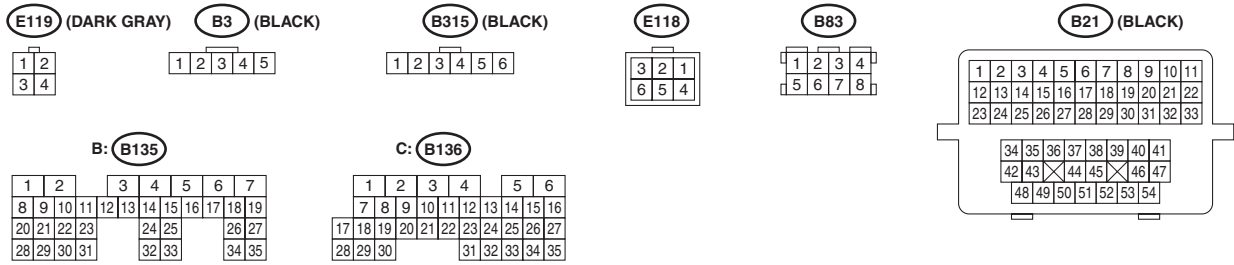 E119 (DARK GRAY) B3 (BLACK) B315 (BLACK) E118 B83 B21 (BLACK)
1 2
3 4
1 2 3 4 5
1 2 3 4 5 6
3 2 1
6 5 4
1 2 3 4
5 6 7 8
1 2 3 4 5 6 7 8 9 10 11
12 13 14 15 16 17 18 19 20 21 22
23 24 25 26 27 28 29 30 31 32 33
34 35 36 37 38 39 40 41
42 43 44 45 46 47
48 49 50 51 52 53 54
B: B135
1 2 3 4 5 6 7
8 9 10 11 12 13 14 15 16 17 18 19
20 21 22 23 24 25 26 27
28 29 30 31 32 33 34 35
C: B136
1 2 3 4 5 6
7 8 9 10 11 12 13 14 15 16
17 18 19 20 21 22 23 24 25 26 27
28 29 30 31 32 33 34 35